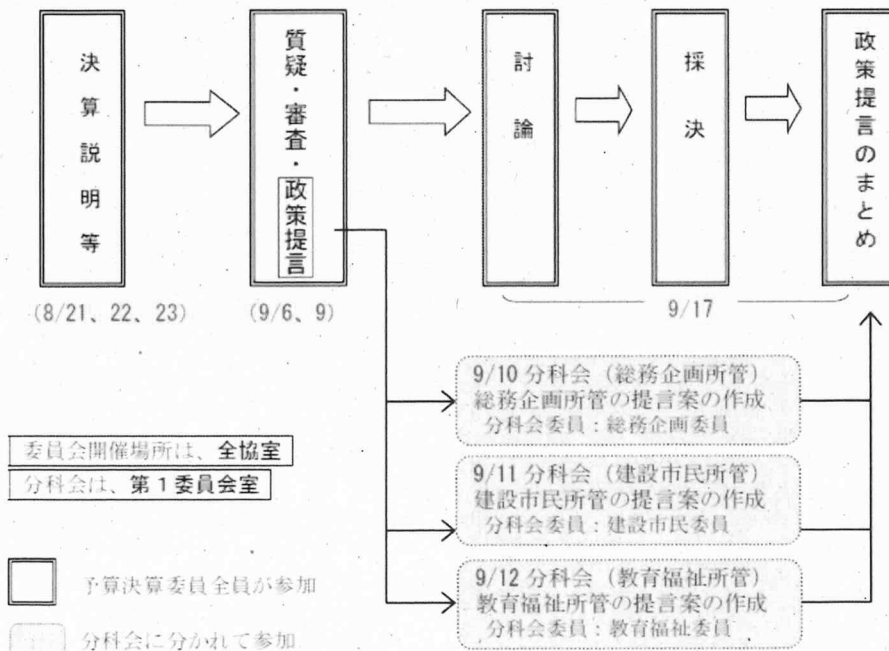 決算説明等
質疑・審査・政策提言
討論
採決
政策提言のまとめ
(8/21、22、23)
(9/6、9)
9/17
9/10 分科会（総務企画所管）
総務企画所管の提言案の作成
分科会委員：総務企画委員
9/11 分科会（建設市民所管）
建設市民所管の提言案の作成
分科会委員：建設市民委員
9/12 分科会（教育福祉所管）
教育福祉所管の提言案の作成
分科会委員：教育福祉委員
委員会開催場所は、全協室
分科会は、第１委員会室
予算決算委員全員が参加
分科会に分かれて参加